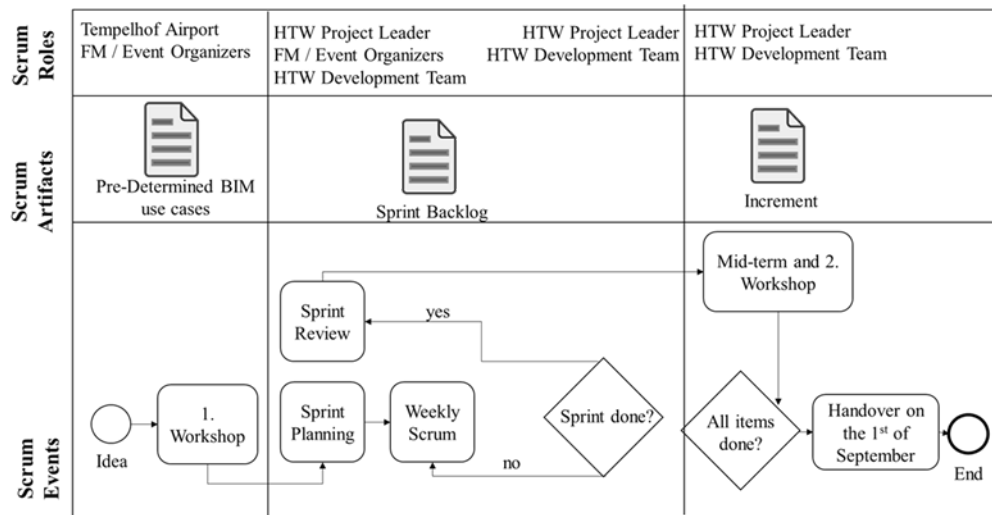 Scrum
Roles
Tempelhof Airport
FM / Event Organizers
HTW Project Leader
FM / Event Organizers
HTW Development Team
HTW Project Leader
HTW Development Team
HTW Project Leader
HTW Development Team
Scrum
Artifacts
Pre-Determined BIM
use cases
Sprint Backlog
Increment
Scrum
Events
Idea
1.
Workshop
Sprint
Planning
Weekly
Scrum
Sprint
Review
yes
no
Sprint done?
Mid-term and 2.
Workshop
All items
done?
Handover on
the 1st of
September
End